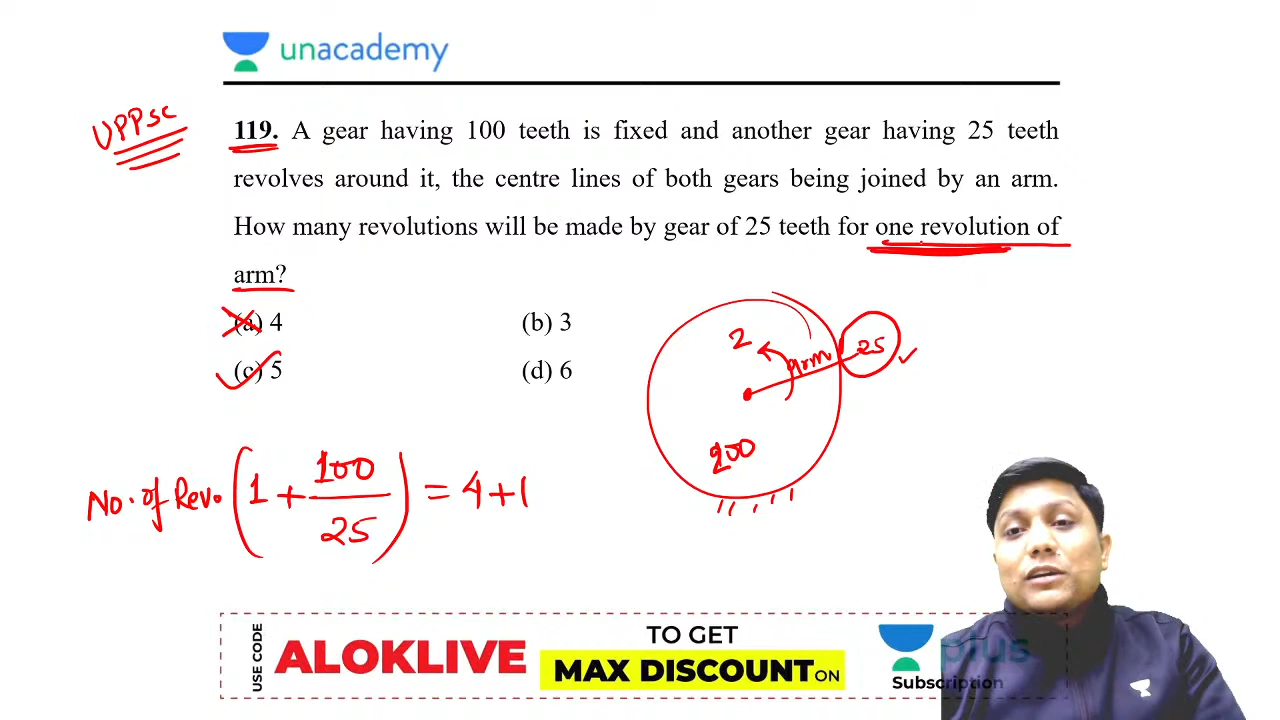 unacademy
UPPSC
119. A gear having 100 teeth is fixed and another gear having 25 teeth
revolves around it, the centre lines of both gears being joined by an arm.
How many revolutions will be made by gear of 25 teeth for one revolution of
arm?
(a) 4
(b) 3
(c) 5
(d) 6
2
arm
25
100
No. of Revo. (1 + 100/25) = 4+1
USE CODE
ALOKLIVE
TO GET
MAX DISCOUNT ON
plus
Subscription